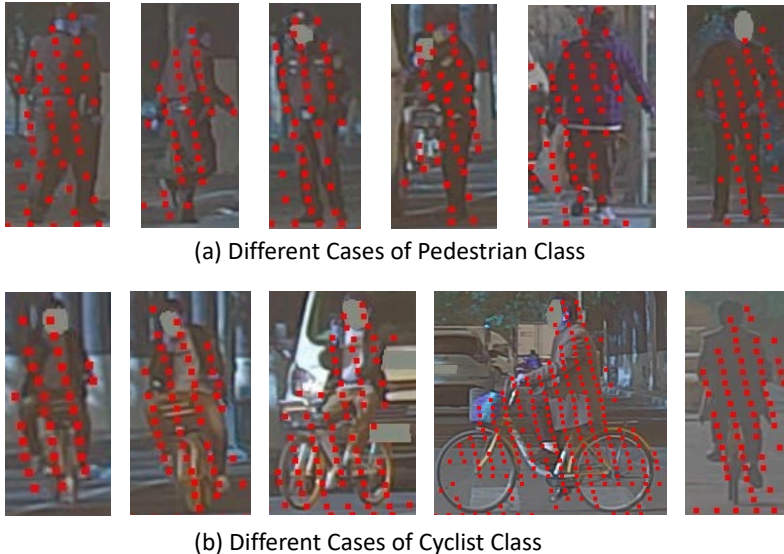 (a) Different Cases of Pedestrian Class
(b) Different Cases of Cyclist Class